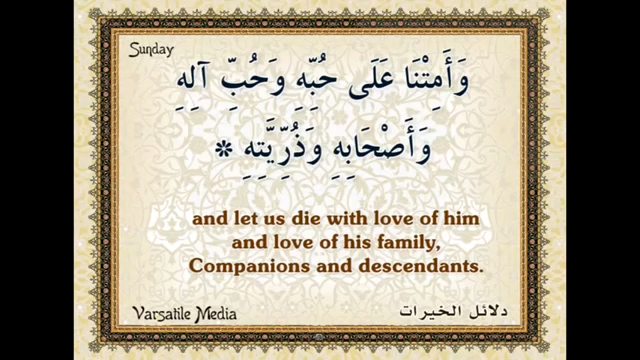 Sunday
وَأَمِتْنَا عَلَى حُبِّهِ وَحُبِّ آلِهِ
وَأَصْحَابِهِ وَذُرِّيَّتِهِ *
and let us die with love of him
and love of his family,
Companions and descendants.
Varsatile Media
دلائل الخيرات